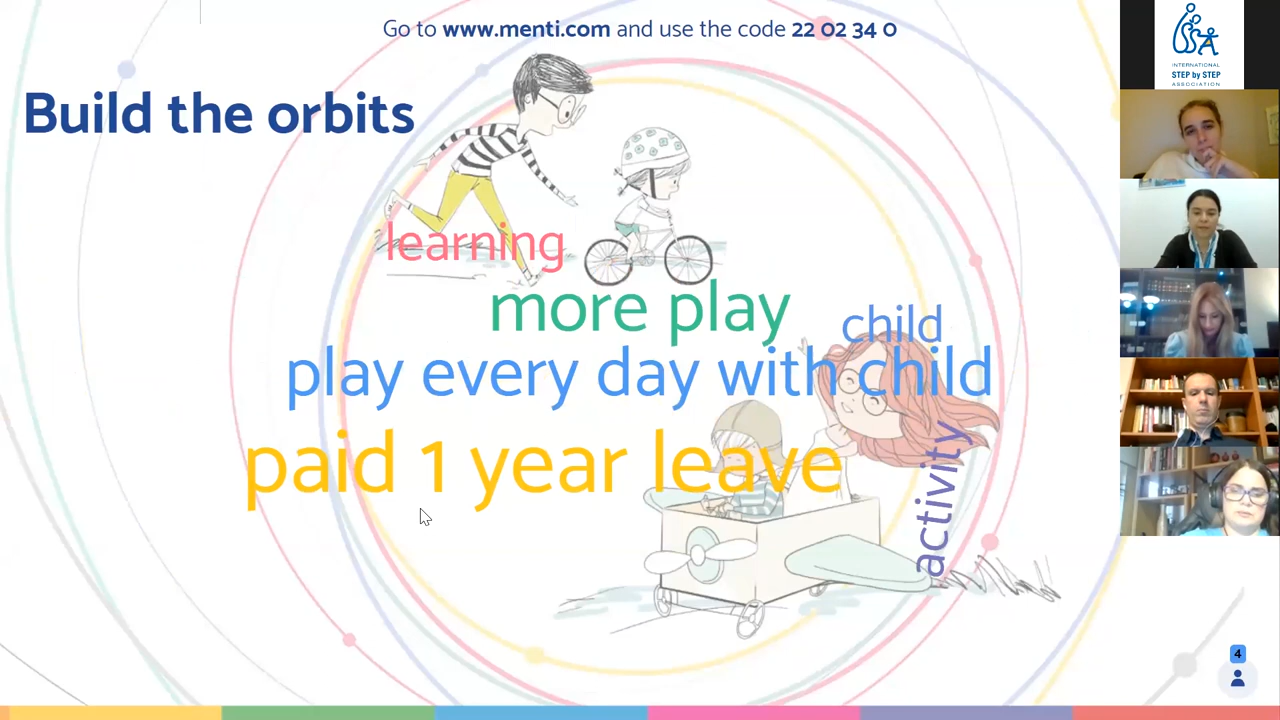 Go to www.menti.com and use the code 22 02 34 0
Build the orbits
learning
more play
child
play every day with child
paid 1 year leave
activity
INTERNATIONAL
STEP by STEP
ASSOCIATION
4